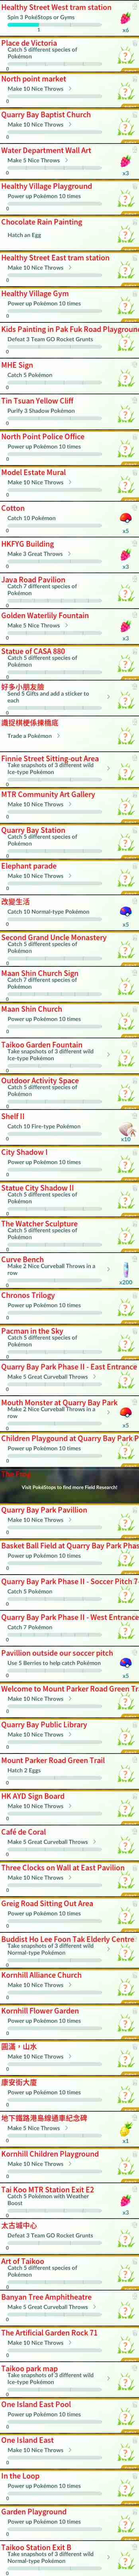 Healthy Street West tram station
Spin 3 PokéStops or Gyms
1
x6
Place de Victoria
Catch 5 different species of
Pokémon
0
North point market
Make 10 Nice Throws
0
Quarry Bay Baptist Church
Make 10 Nice Throws
0
Water Department Wall Art
Make 5 Nice Throws
0
x3
Healthy Village Playground
Power up Pokémon 10 times
0
Chocolate Rain Painting
Hatch an Egg
Healthy Street East tram station
Make 10 Nice Throws
0
Healthy Village Gym
Power up Pokémon 10 times
0
Kids Painting in Pak Fuk Road Playgroun
Defeat 3 Team GO Rocket Grunts
0
MHE Sign
Catch 5 Pokémon
0
Tin Tsuan Yellow Cliff
Purify 3 Shadow Pokémon
0
North Point Police Office
Power up Pokémon 10 times
0
Model Estate Mural
Make 10 Nice Throws
0
Cotton
Catch 10 Pokémon
0
x5
HKFYG Building
Make 3 Great Throws
0
x3
Java Road Pavilion
Catch 7 different species of
Pokémon
0
Golden Waterlily Fountain
Make 5 Nice Throws
0
x3
Statue of CASA 880
Catch 5 different species of
Pokémon
0
好多小朋友臉
Send 5 Gifts and add a sticker to
each
0
識捉棋梗係揀橋底
Trade a Pokémon
Finnie Street Sitting-out Area
Take snapshots of 3 different wild
Ice-type Pokémon
0
MTR Community Art Gallery
Make 10 Nice Throws
0
Quarry Bay Station
Catch 5 different species of
Pokémon
0
Elephant parade
Make 10 Nice Throws
0
改變生活
Catch 10 Normal-type Pokémon
0
x5
Second Grand Uncle Monastery
Catch 5 different species of
Pokémon
0
Maan Shin Church Sign
Catch 7 different species of
Pokémon
0
Maan Shin Church
Power up Pokémon 10 times
0
Taikoo Garden Fountain
Take snapshots of 3 different wild
Ice-type Pokémon
0
Outdoor Activity Space
Catch 5 different species of
Pokémon
0
Shelf II
Catch 10 Fire-type Pokémon
0
x10
City Shadow I
Power up Pokémon 10 times
0
Statue City Shadow II
Catch 5 different species of
Pokémon
0
The Watcher Sculpture
Catch 5 different species of
Pokémon
0
Curve Bench
Make 2 Nice Curveball Throws in a
row
0
x200
Chronos Trilogy
Power up Pokémon 10 times
0
Pacman in the Sky
Catch 5 different species of
Pokémon
0
Quarry Bay Park Phase II - East Entrance
Make 5 Great Curveball Throws
0
Mouth Monster at Quarry Bay Park
Make 2 Nice Curveball Throws in a
row
0
x5
Children Playground at Quarry Bay Park P
Power up Pokémon 10 times
0
Visit PokéStops to find more Field Research!
Quarry Bay Park Pavillion
Make 10 Nice Throws
0
Basket Ball Field at Quarry Bay Park Phas
Power up Pokémon 10 times
0
Quarry Bay Park Phase II - Soccer Pitch 7-
Catch 5 Pokémon
0
Quarry Bay Park Phase II - West Entrance
Catch 7 Pokémon
0
Pavillion outside our soccer pitch
Use 5 Berries to help catch Pokémon
0
x5
Welcome to Mount Parker Road Green Tr
Make 10 Nice Throws
0
Quarry Bay Public Library
Make 10 Nice Throws
0
Mount Parker Road Green Trail
Hatch 2 Eggs
0
HK AYD Sign Board
Make 10 Nice Throws
0
Café de Coral
Make 5 Great Curveball Throws
0
Three Clocks on Wall at East Pavilion
Make 10 Nice Throws
0
Greig Road Sitting Out Area
Power up Pokémon 10 times
0
Buddist Ho Lee Foon Tak Elderly Centre
Take snapshots of 3 different wild
Normal-type Pokémon
0
Kornhill Alliance Church
Make 10 Nice Throws
0
Kornhill Flower Garden
Power up Pokémon 10 times
0
圓滿，山水
Make 10 Nice Throws
0
康安街大廈
Power up Pokémon 10 times
0
地下鐵路港島線通車紀念碑
Make 5 Nice Throws
0
x1
Kornhill Children Playground
Make 10 Nice Throws
0
Tai Koo MTR Station Exit E2
Catch 5 Pokémon with Weather
Boost
0
x3
太古城中心
Defeat 3 Team GO Rocket Grunts
0
Art of Taikoo
Catch 5 different species of
Pokémon
0
Banyan Tree Amphitheatre
Make 5 Great Curveball Throws
0
The Artificial Garden Rock 71
Make 10 Nice Throws
0
Taikoo park map
Take snapshots of 3 different wild
Ice-type Pokémon
0
One Island East Pool
Power up Pokémon 10 times
0
One Island East
Make 10 Nice Throws
0
In the Loop
Power up Pokémon 10 times
0
Garden Playground
Power up Pokémon 10 times
0
Taikoo Station Exit B
Take snapshots of 3 different wild
Normal-type Pokémon
0